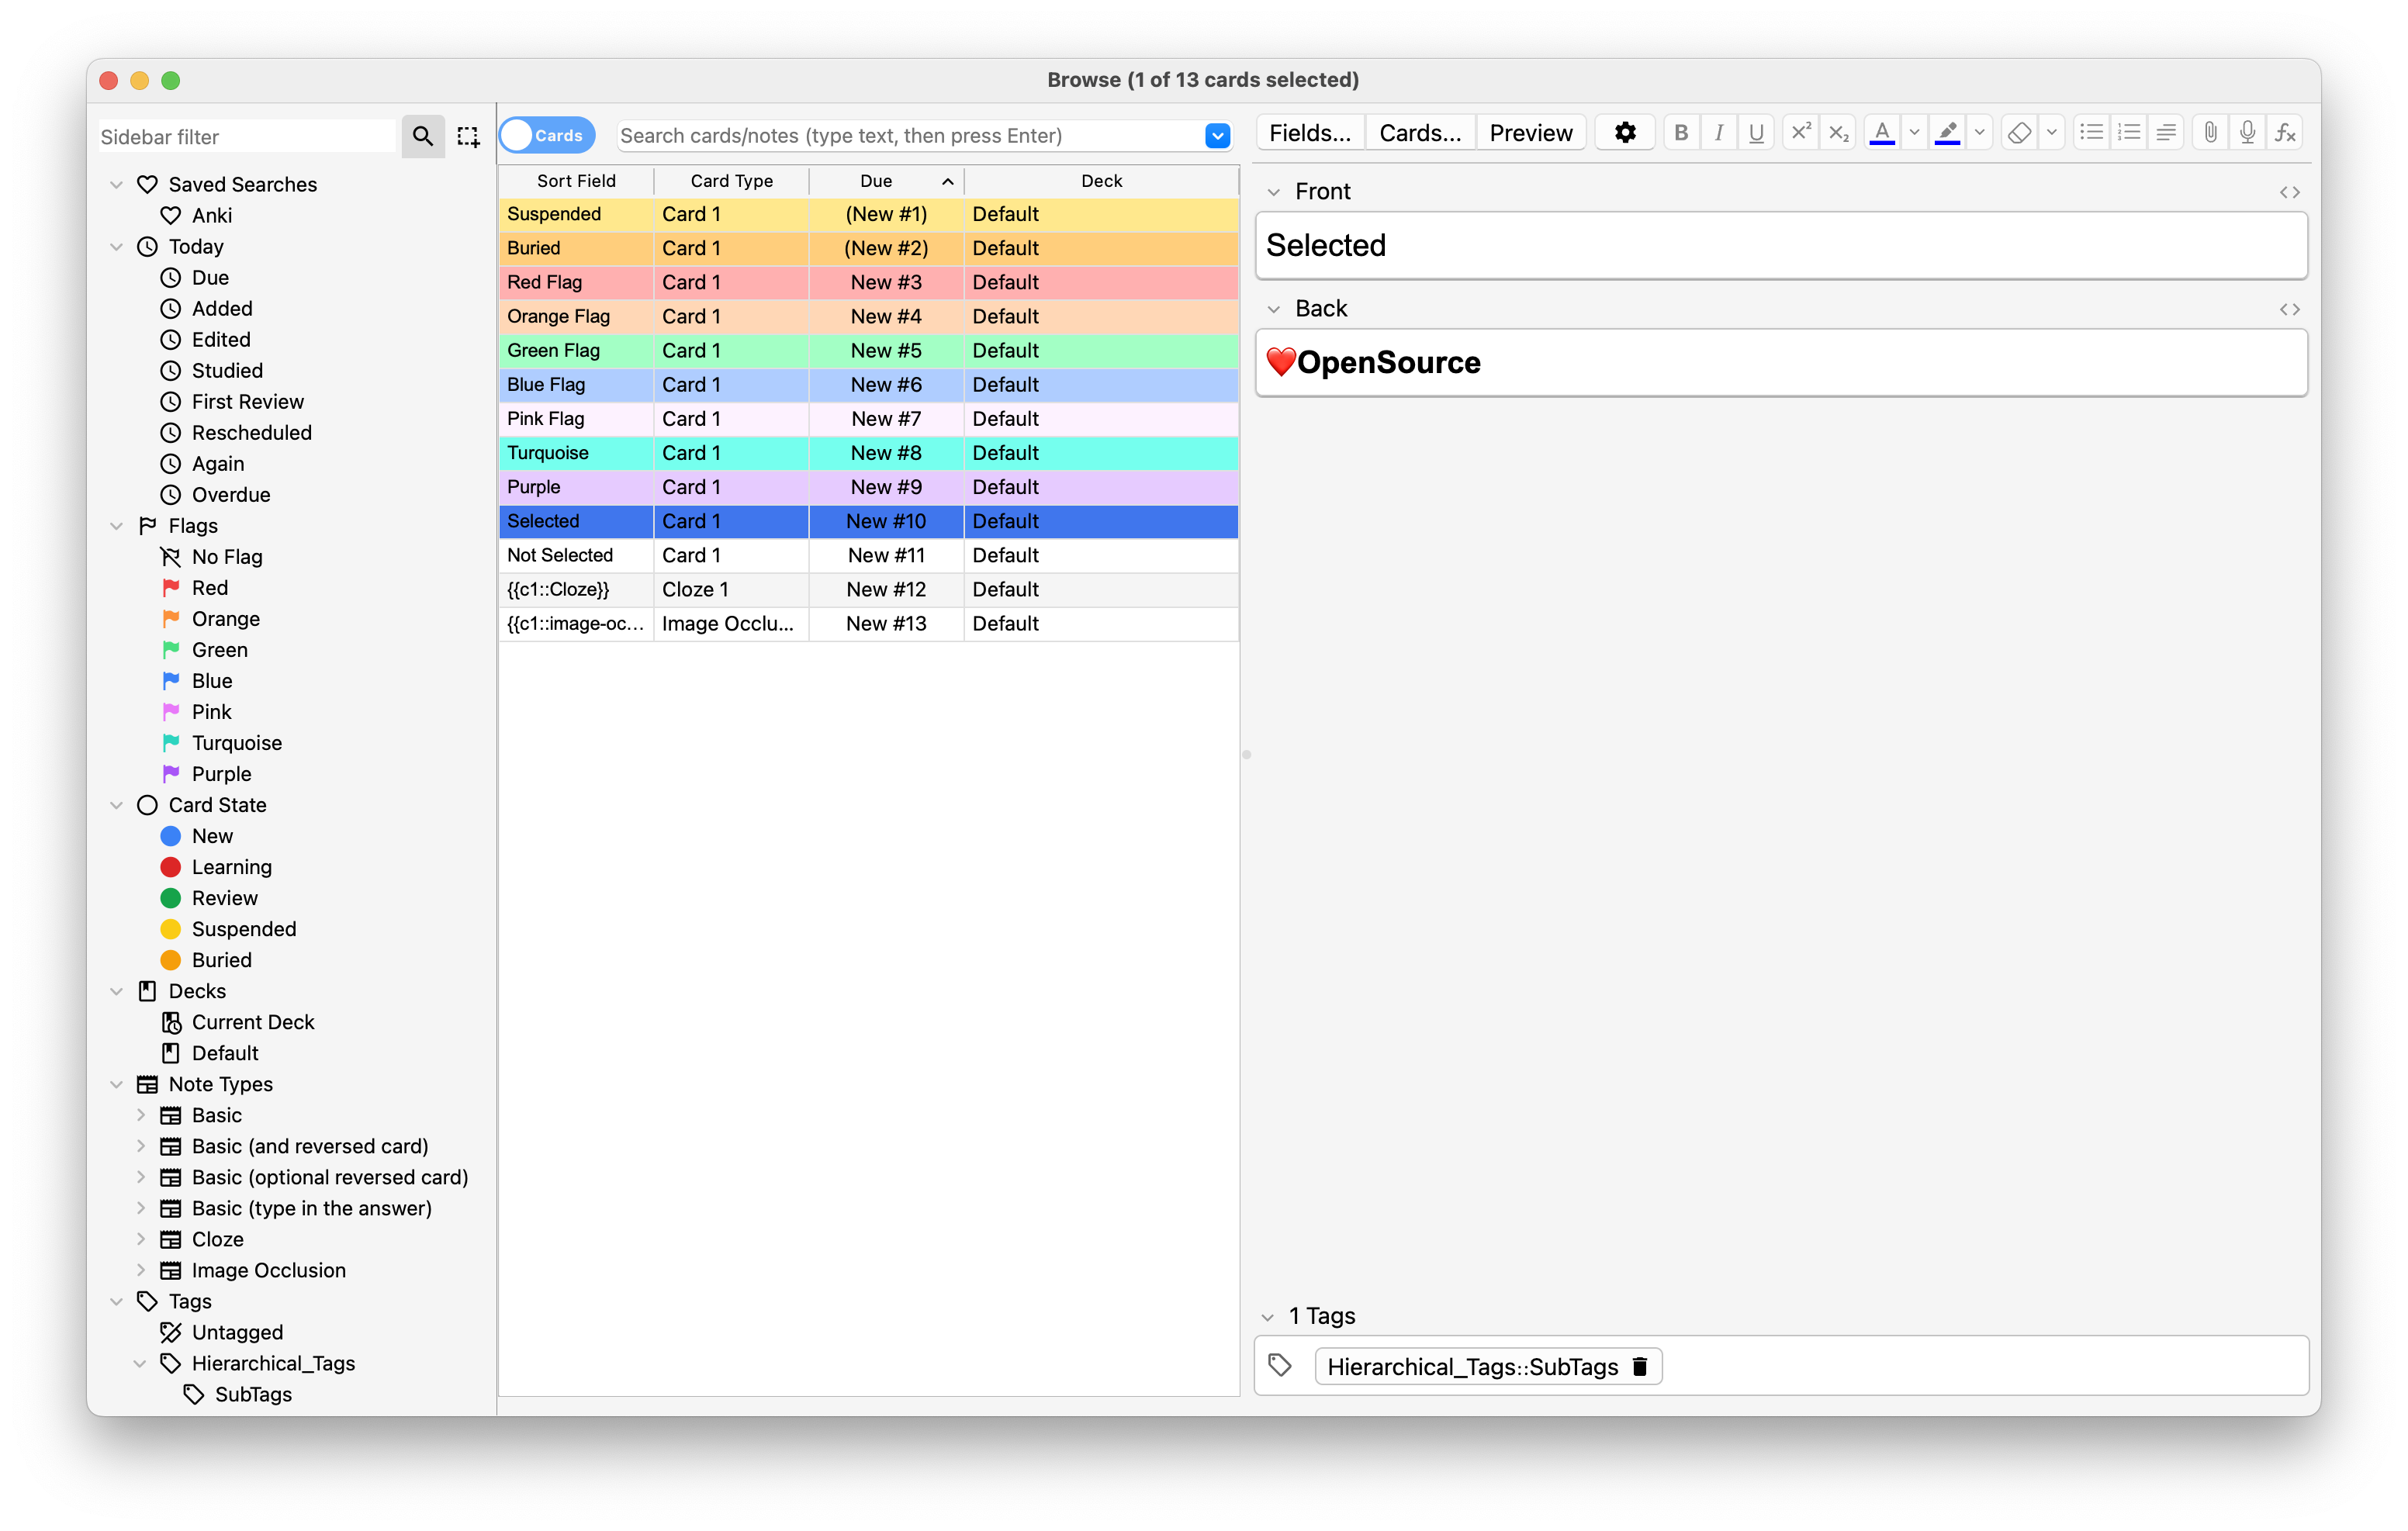 Browse (1 of 13 cards selected)
Sidebar filter
Saved Searches
Anki
Today
Due
Added
Edited
Studied
First Review
Rescheduled
Again
Overdue
Flags
No Flag
Red
Orange
Green
Blue
Pink
Turquoise
Purple
Card State
New
Learning
Review
Suspended
Buried
Decks
Current Deck
Default
Note Types
Basic
Basic (and reversed card)
Basic (optional reversed card)
Basic (type in the answer)
Cloze
Image Occlusion
Tags
Untagged
Hierarchical_Tags
SubTags
Cards Search cards/notes (type text, then press Enter)
Sort Field Card Type Due Deck
Suspended Card 1 (New #1) Default
Buried Card 1 (New #2) Default
Red Flag Card 1 New #3 Default
Orange Flag Card 1 New #4 Default
Green Flag Card 1 New #5 Default
Blue Flag Card 1 New #6 Default
Pink Flag Card 1 New #7 Default
Turquoise Card 1 New #8 Default
Purple Card 1 New #9 Default
Selected Card 1 New #10 Default
Not Selected Card 1 New #11 Default
{{c1::Cloze}} Cloze 1 New #12 Default
{{c1::image-oc… Image Occlu... New #13 Default
Fields... Cards... Preview B I U x² x₂ A fx
Front
Selected
Back
❤️OpenSource
1 Tags
Hierarchical_Tags::SubTags